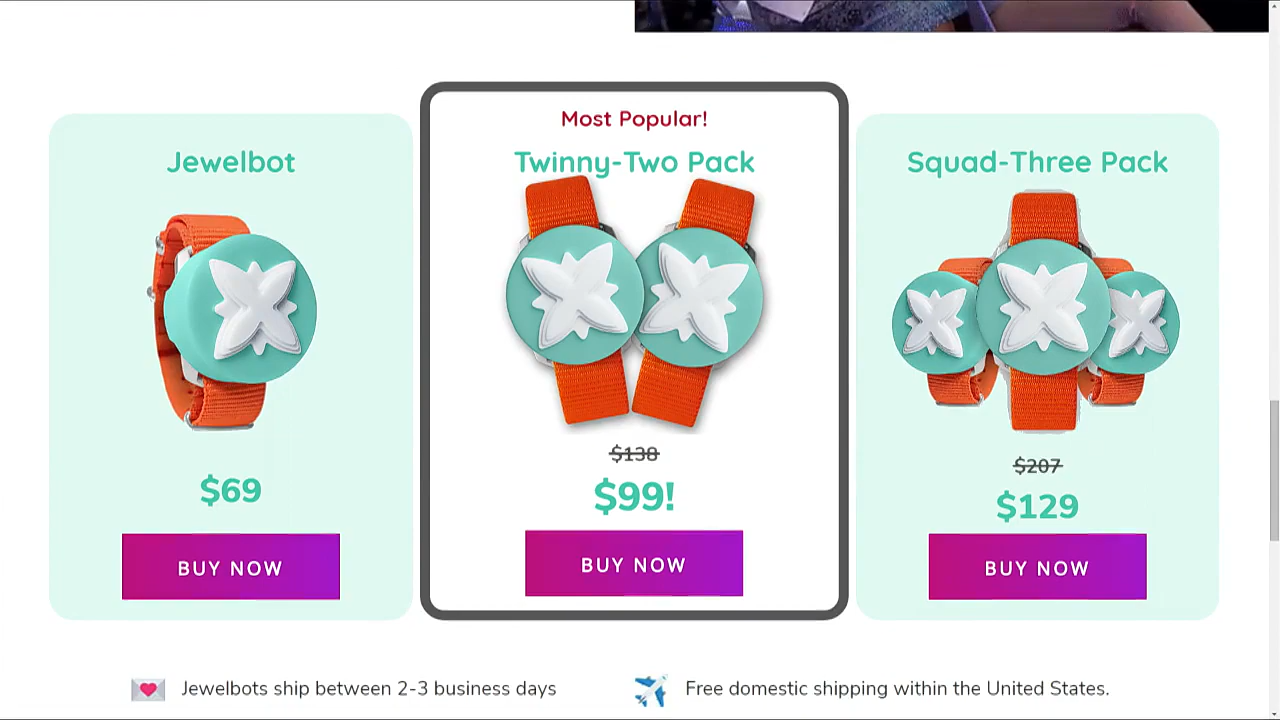 Jewelbot
$69
BUY NOW
Most Popular!
Twinny-Two Pack
$138
$99!
BUY NOW
Squad-Three Pack
$207
$129
BUY NOW
Jewelbots ship between 2-3 business days
Free domestic shipping within the United States.